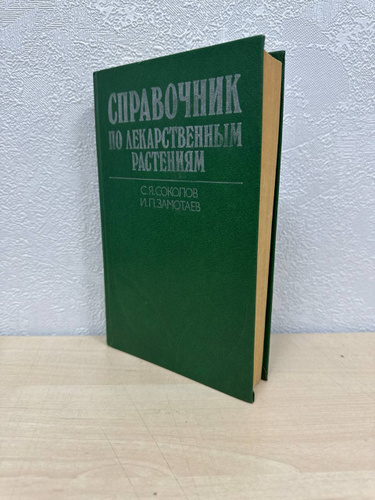 СПРАВОЧНИК
ПО ЛЕКАРСТВЕННЫМ
РАСТЕНИЯМ
С.Я.СОКОЛОВ
И.П.ЗАМОТАЕВ